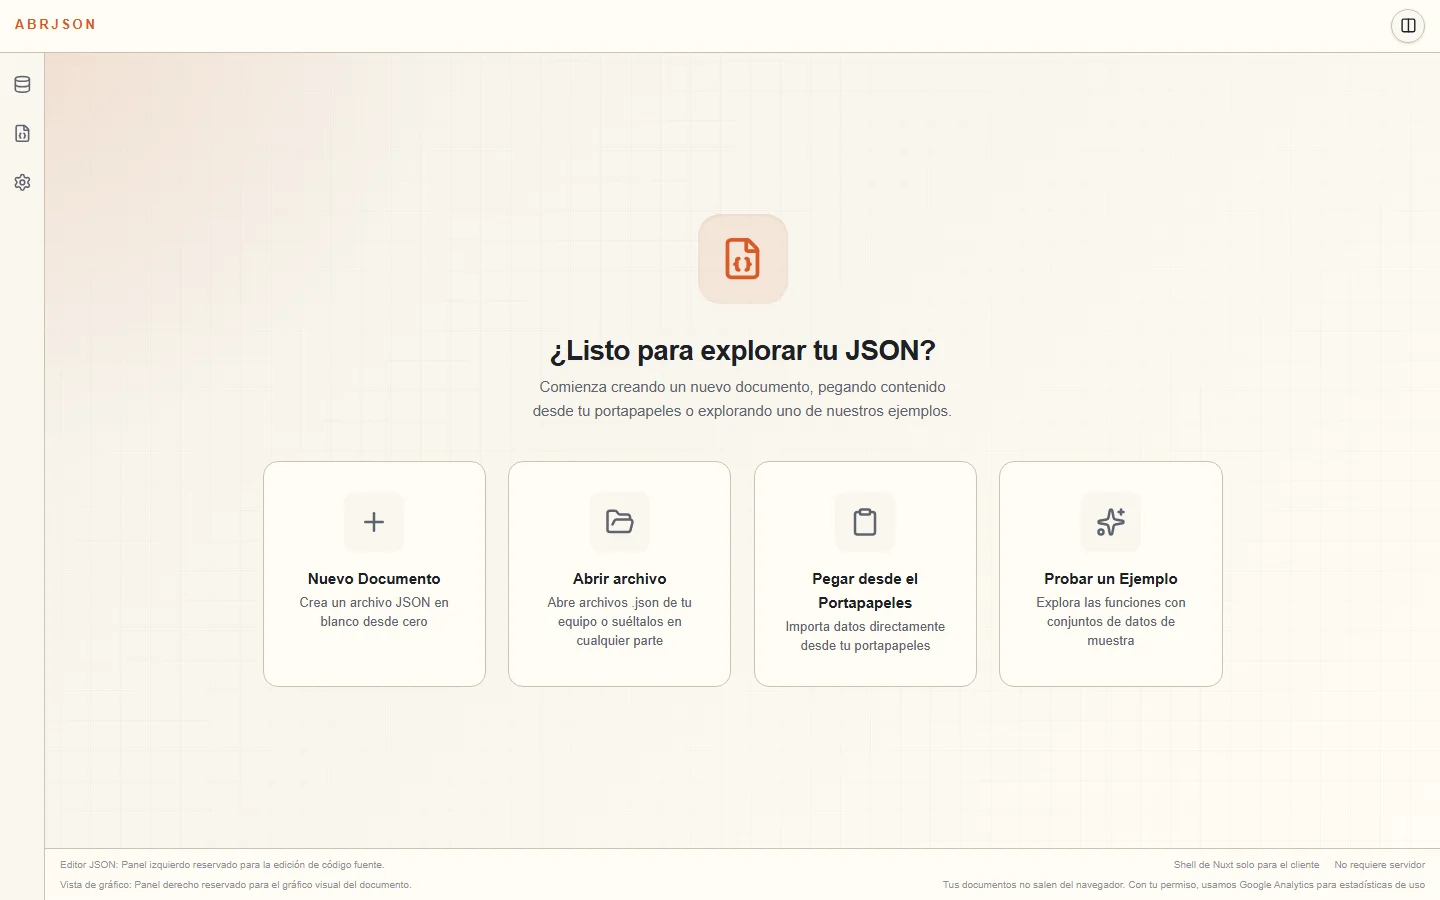 ABRJSON
¿Listo para explorar tu JSON?
Comienza creando un nuevo documento, pegando contenido
desde tu portapapeles o explorando uno de nuestros ejemplos.
Nuevo Documento
Crea un archivo JSON en
blanco desde cero
Abrir archivo
Abre archivos .json de tu
equipo o suéltalos en
cualquier parte
Pegar desde el
Portapapeles
Importa datos directamente
desde tu portapapeles
Probar un Ejemplo
Explora las funciones con
conjuntos de datos de
muestra
Editor JSON: Panel izquierdo reservado para la edición de código fuente.
Vista de gráfico: Panel derecho reservado para el gráfico visual del documento.
Shell de Nuxt solo para el cliente No requiere servidor
Tus documentos no salen del navegador. Con tu permiso, usamos Google Analytics para estadísticas de uso